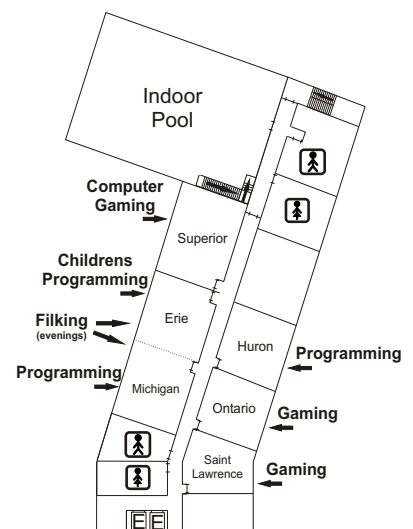 Indoor
Pool
Computer
Gaming
Superior
Childrens
Programming
Erie
Filking
(evenings)
Huron
Programming
Programming
Michigan
Ontario
Gaming
Saint
Lawrence
Gaming
E E